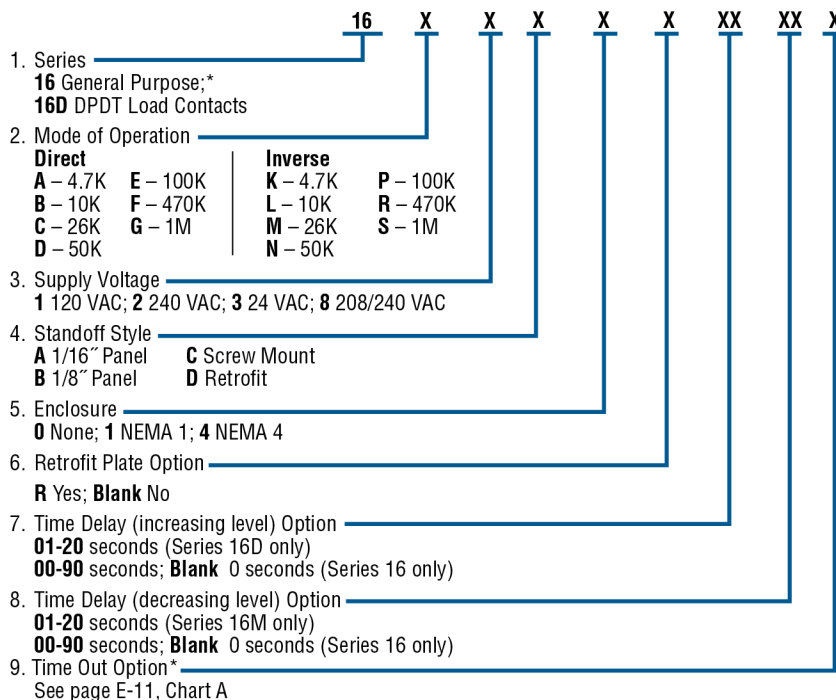 16 X X X X X XX XX X
1. Series
16 General Purpose;*
16D DPDT Load Contacts
2. Mode of Operation
Direct Inverse
A – 4.7K E – 100K K – 4.7K P – 100K
B – 10K F – 470K L – 10K R – 470K
C – 26K G – 1M M – 26K S – 1M
D – 50K N – 50K
3. Supply Voltage
1 120 VAC; 2 240 VAC; 3 24 VAC; 8 208/240 VAC
4. Standoff Style
A 1/16˝ Panel C Screw Mount
B 1/8˝ Panel D Retrofit
5. Enclosure
0 None; 1 NEMA 1; 4 NEMA 4
6. Retrofit Plate Option
R Yes; Blank No
7. Time Delay (increasing level) Option
01-20 seconds (Series 16D only)
00-90 seconds; Blank 0 seconds (Series 16 only)
8. Time Delay (decreasing level) Option
01-20 seconds (Series 16M only)
00-90 seconds; Blank 0 seconds (Series 16 only)
9. Time Out Option*
See page E-11, Chart A